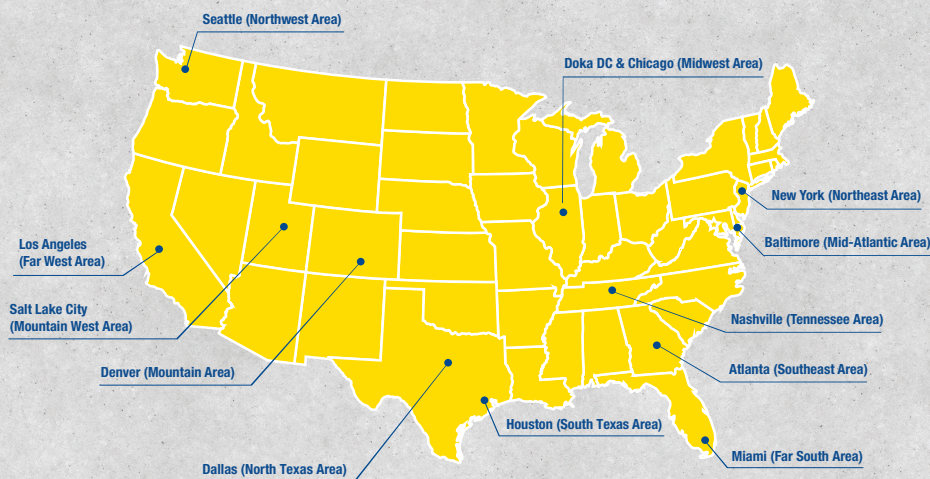 Seattle (Northwest Area)
Doka DC & Chicago (Midwest Area)
New York (Northeast Area)
Los Angeles
(Far West Area)
Baltimore (Mid-Atlantic Area)
Salt Lake City
(Mountain West Area)
Nashville (Tennessee Area)
Denver (Mountain Area)
Atlanta (Southeast Area)
Houston (South Texas Area)
Miami (Far South Area)
Dallas (North Texas Area)